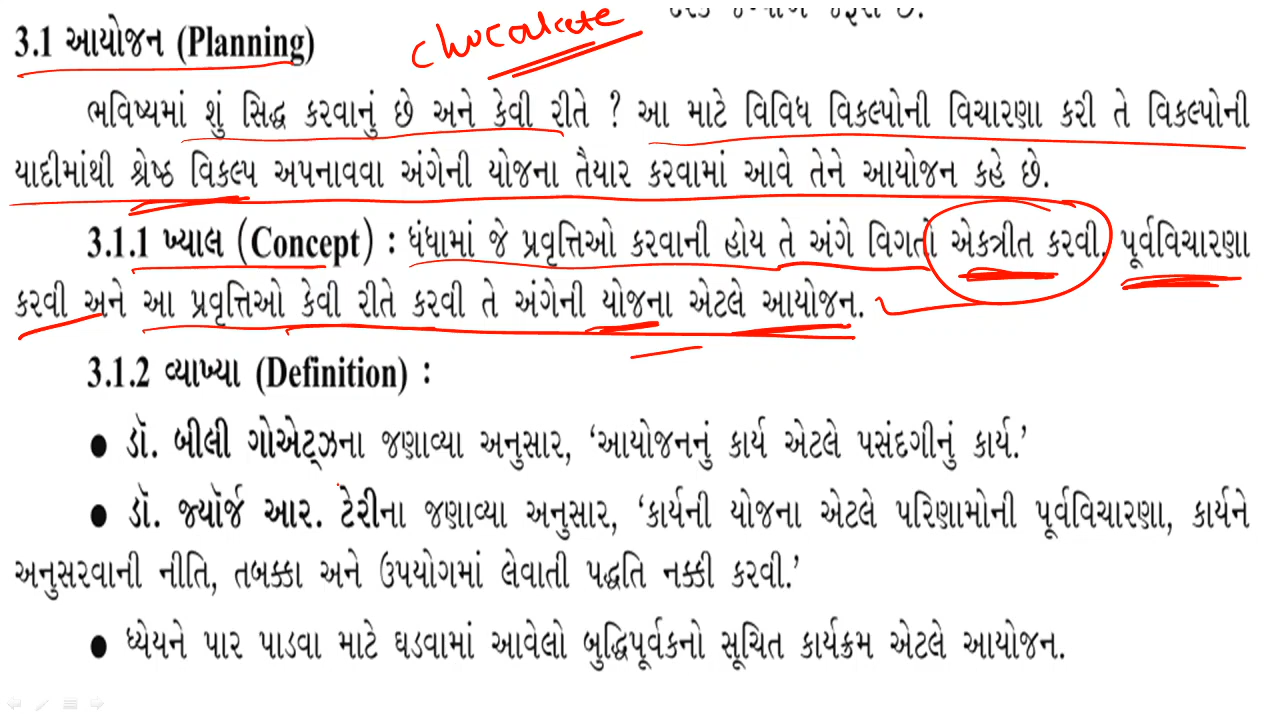 3.1 આયોજન (Planning)
chocalcate
ભવિષ્યમાં શું સિદ્ધ કરવાનું છે અને કેવી રીતે ? આ માટે વિવિધ વિકલ્પોની વિચારણા કરી તે વિકલ્પોની
યાદીમાંથી શ્રેષ્ઠ વિકલ્પ અપનાવવા અંગેની યોજના તૈયાર કરવામાં આવે તેને આયોજન કહે છે.
3.1.1 ખ્યાલ (Concept) : ધંધામાં જે પ્રવૃત્તિઓ કરવાની હોય તે અંગે વિગતો એકત્રીત કરવી. પૂર્વવિચારણા
કરવી અને આ પ્રવૃત્તિઓ કેવી રીતે કરવી તે અંગેની યોજના એટલે આયોજન.
3.1.2 વ્યાખ્યા (Definition) :
● ડૉ. બીલી ગોએટ્ઝના જણાવ્યા અનુસાર, ‘આયોજનનું કાર્ય એટલે પસંદગીનું કાર્ય.’
● ડૉ. જ્યૉર્જ આર. ટેરીના જણાવ્યા અનુસાર, ‘કાર્યની યોજના એટલે પરિણામોની પૂર્વવિચારણા, કાર્યને
અનુસરવાની નીતિ, તબક્કા અને ઉપયોગમાં લેવાતી પદ્ધતિ નક્કી કરવી.’
● ધ્યેયને પાર પાડવા માટે ઘડવામાં આવેલો બુદ્ધિપૂર્વકનો સૂચિત કાર્યક્રમ એટલે આયોજન.